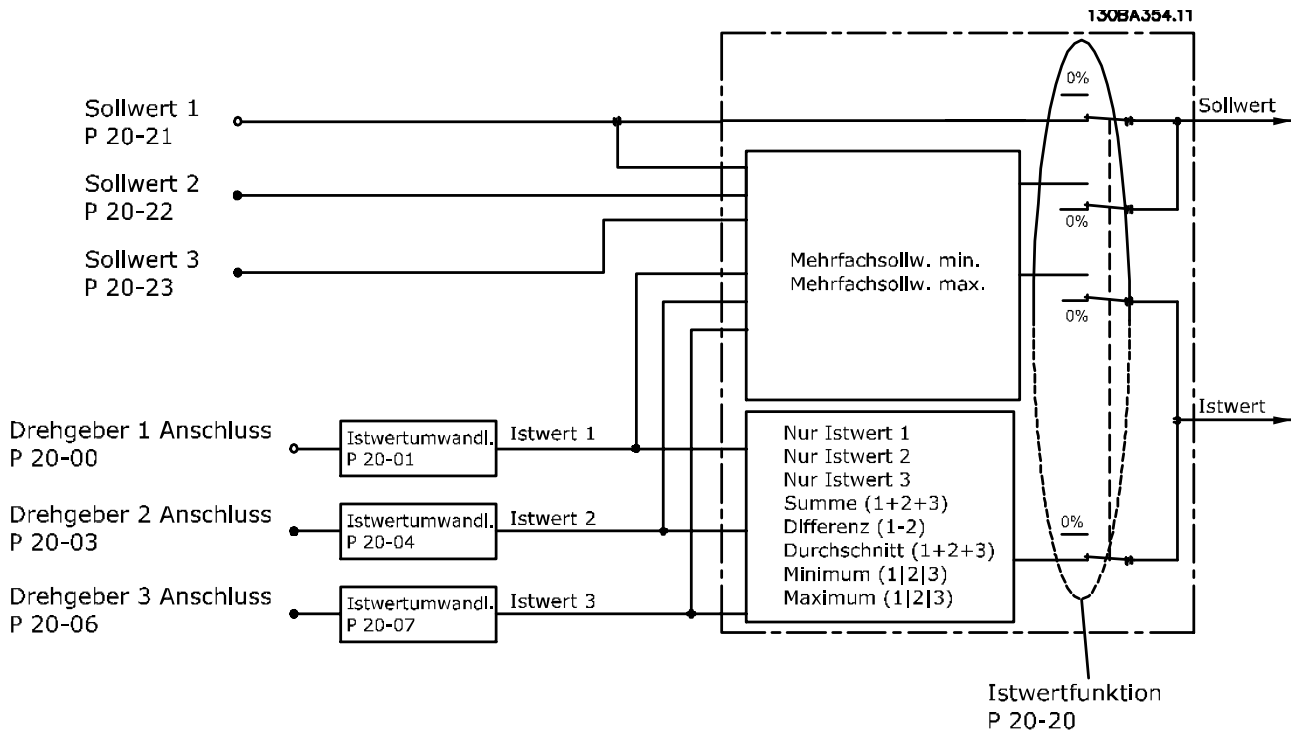 130BA354.11
0%
Sollwert 1
P 20-21
Sollwert
Sollwert 2
P 20-22
0%
Sollwert 3
P 20-23
Mehrfachsollw. min.
Mehrfachsollw. max.
0%
Istwert
Drehgeber 1 Anschluss
P 20-00
Istwertumwandl.
P 20-01
Istwert 1
Drehgeber 2 Anschluss
P 20-03
Istwertumwandl.
P 20-04
Istwert 2
Drehgeber 3 Anschluss
P 20-06
Istwertumwandl.
P 20-07
Istwert 3
Nur Istwert 1
Nur Istwert 2
Nur Istwert 3
Summe (1+2+3)
DIfferenz (1-2)
Durchschnitt (1+2+3)
Minimum (1|2|3)
Maximum (1|2|3)
0%
Istwertfunktion
P 20-20